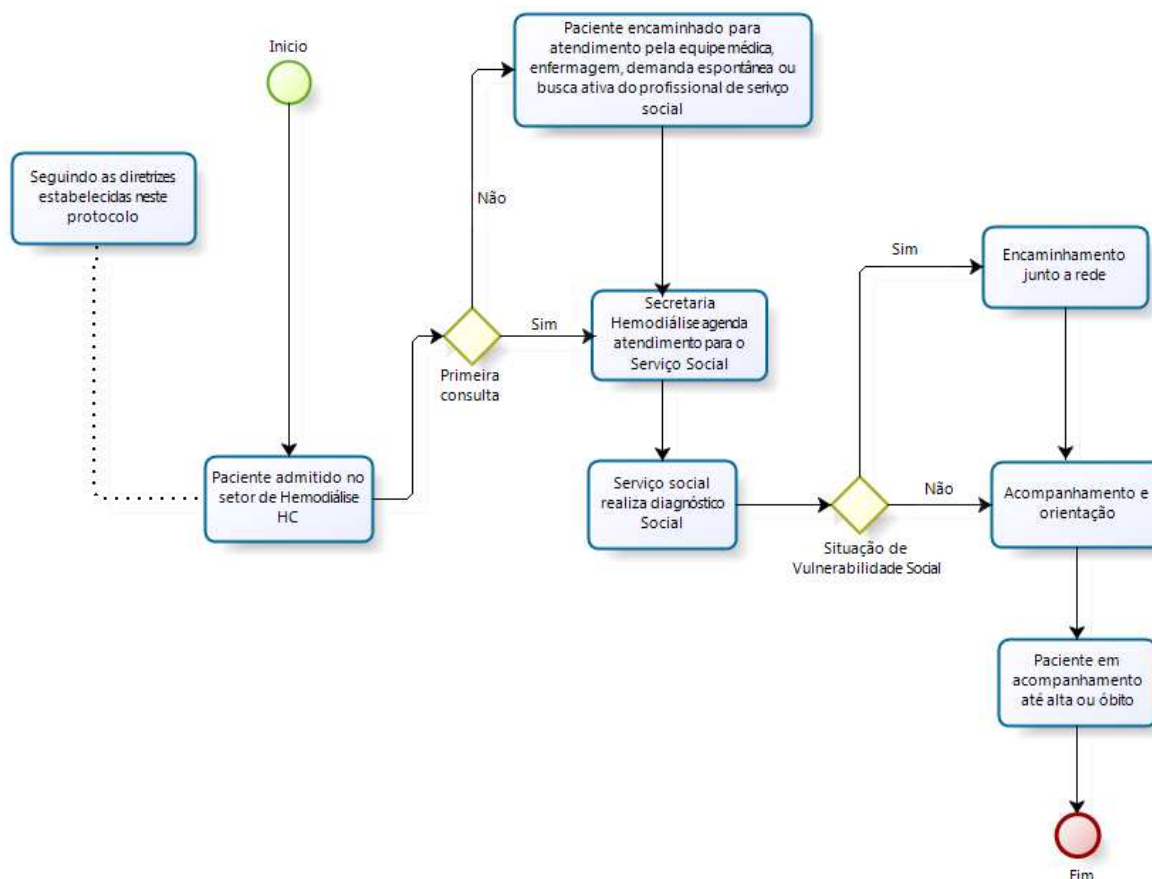 Inicio
Paciente encaminhado para
atendimento pela equipe médica,
enfermagem, demanda espontânea ou
busca ativa do profissional de serivço
social
Seguindo as diretrizes
estabelecidas neste
protocolo
Não
Sim
Encaminhamento
junto a rede
Secretaria
Hemodiálise agenda
atendimento para o
Serviço Social
Sim
Primeira
consulta
Paciente admitido no
setor de Hemodiálise
HC
Serviço social
realiza diagnóstico
Social
Não
Acompanhamento e
orientação
Situação de
Vulnerabilidade Social
Paciente em
acompanhamento
até alta ou óbito
Fim